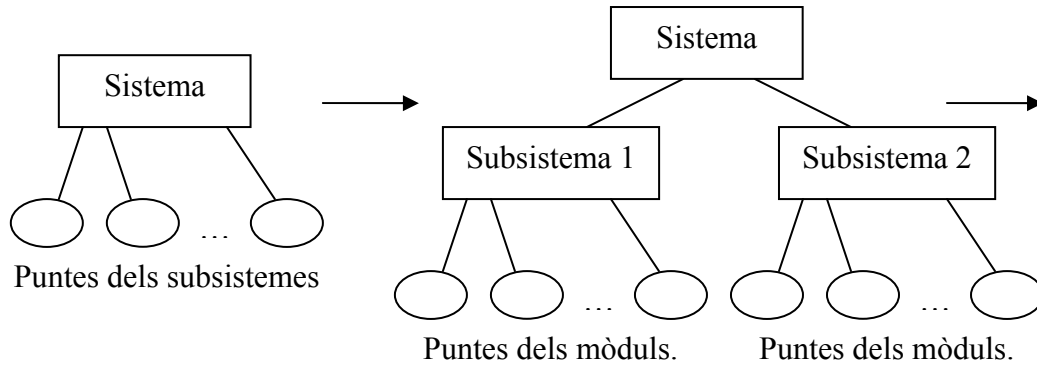 Sistema
…
Puntes dels subsistemes
Sistema
Subsistema 1
Subsistema 2
…
…
Puntes dels mòduls.
Puntes dels mòduls.